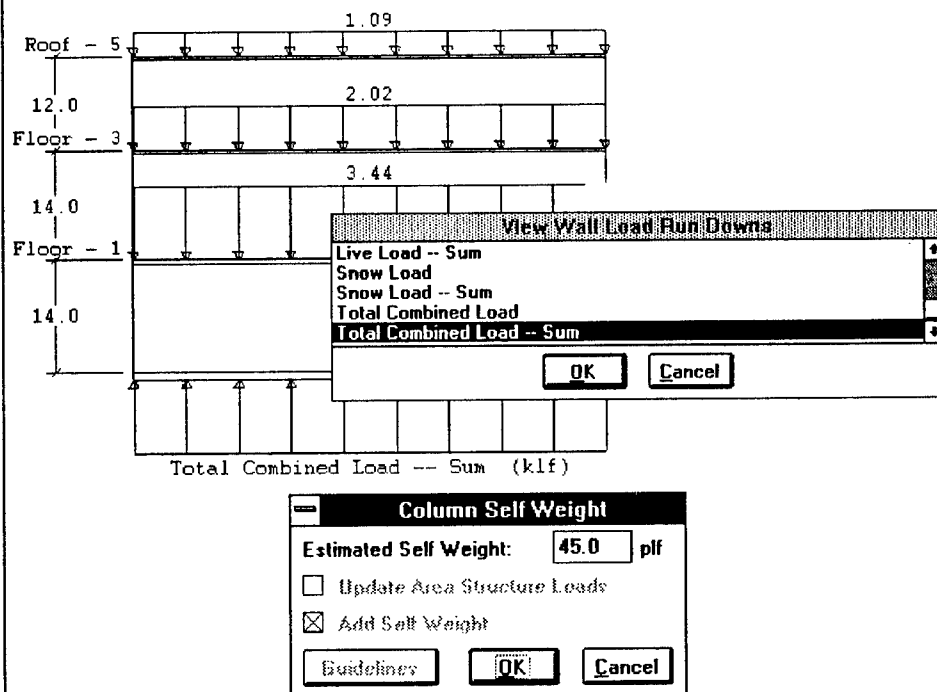 1.09
Roof - 5
12.0
2.02
Floor - 3
3.44
14.0
Floor - 1
14.0
View Wall Load Run Downs
Live Load -- Sum
Snow Load
Snow Load -- Sum
Total Combined Load
Total Combined Load -- Sum
OK
Cancel
Total Combined Load -- Sum (klf)
Column Self Weight
Estimated Self Weight: 45.0 plf
Update Area Structure Loads
Add Self Weight
Guidelines
OK
Cancel